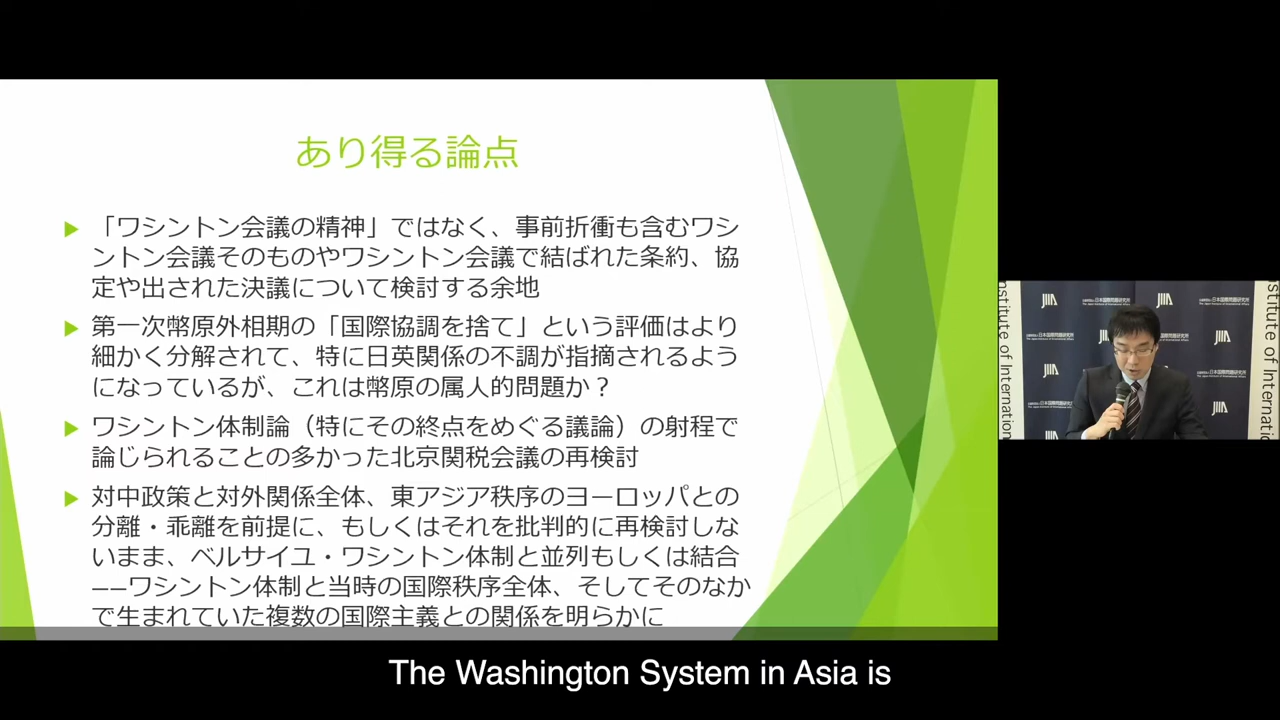 あり得る論点
「ワシントン会議の精神」ではなく、事前折衝も含むワシ
ントン会議そのものやワシントン会議で結ばれた条約、協
定や出された決議について検討する余地
第一次幣原外相期の「国際協調を捨て」という評価はより
細かく分解されて、特に日英関係の不調が指摘されるよう
になっているが、これは幣原の属人的問題か？
ワシントン体制論（特にその終点をめぐる議論）の射程で
論じられることの多かった北京関税会議の再検討
対中政策と対外関係全体、東アジア秩序のヨーロッパとの
分離・乖離を前提に、もしくはそれを批判的に再検討しな
いまま、ベルサイユ・ワシントン体制と並列もしくは結合
――ワシントン体制と当時の国際秩序全体、そしてそのなか
で生まれていた複数の国際主義との関係を明らかに
nstitute of International
JIIA
日本国際問題研究所
stitute of Internatio
The Washington System in Asia is